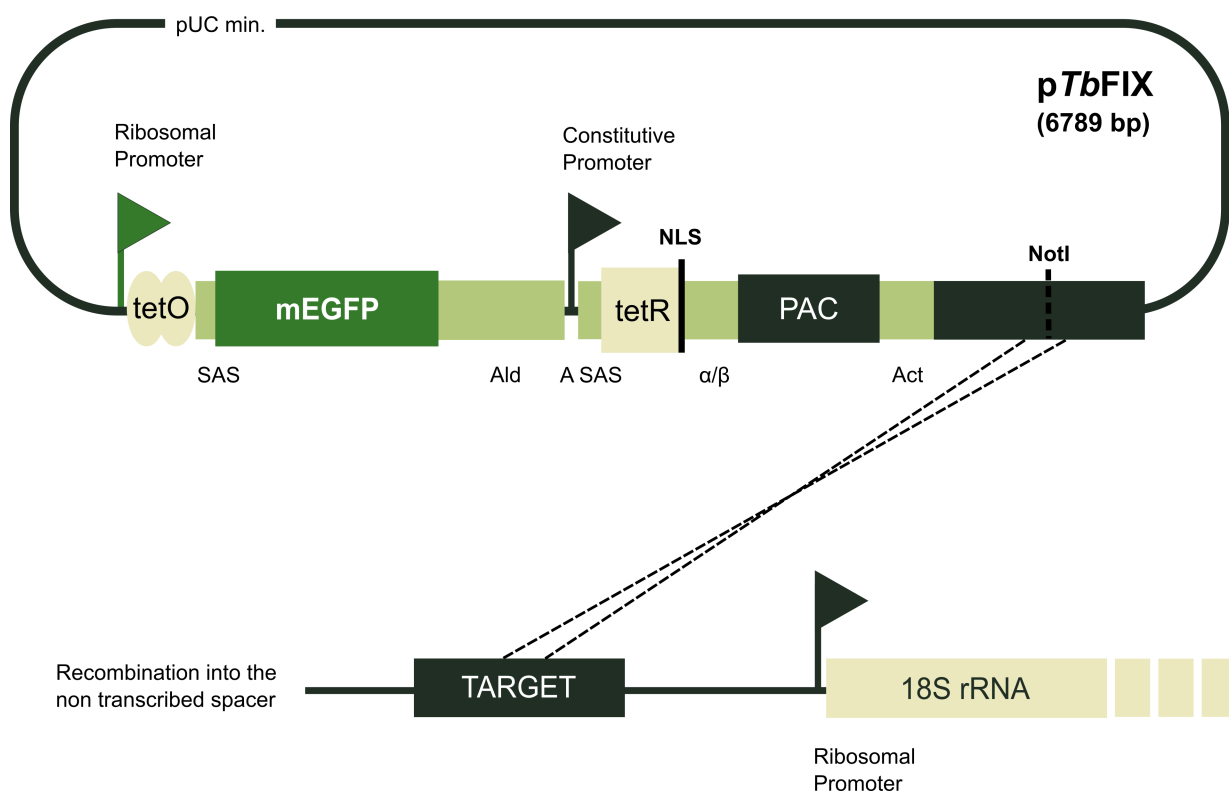 pUC min.
pTbFIX
(6789 bp)
Ribosomal
Promoter
Constitutive
Promoter
NLS
NotI
tetO
mEGFP
tetR
PAC
SAS
Ald
A SAS
α/β
Act
Recombination into the
non transcribed spacer
TARGET
18S rRNA
Ribosomal
Promoter